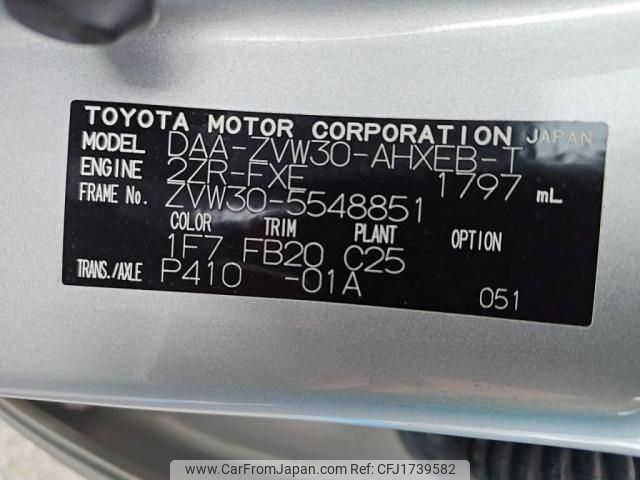 TOYOTA MOTOR CORPORATION JAPAN
MODEL DAA-ZVW30-AHXEB-T
ENGINE 2ZR-FXE 1797 mL
FRAME No. ZVW30-5548851
COLOR TRIM PLANT OPTION
1F7 FB20 C25
TRANS./AXLE P410 -01A 051
www.CarFromJapan.com | ID: CFJ1739582